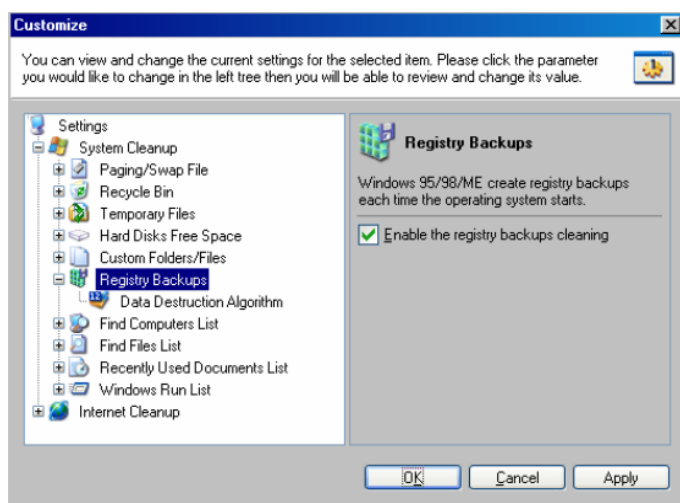 Customize
You can view and change the current settings for the selected item. Please click the parameter
you would like to change in the left tree then you will be able to review and change its value.
Settings
System Cleanup
Paging/Swap File
Recycle Bin
Temporary Files
Hard Disks Free Space
Custom Folders/Files
Registry Backups
Data Destruction Algorithm
Find Computers List
Find Files List
Recently Used Documents List
Windows Run List
Internet Cleanup
Registry Backups
Windows 95/98/ME create registry backups
each time the operating system starts.
Enable the registry backups cleaning
OK
Cancel
Apply